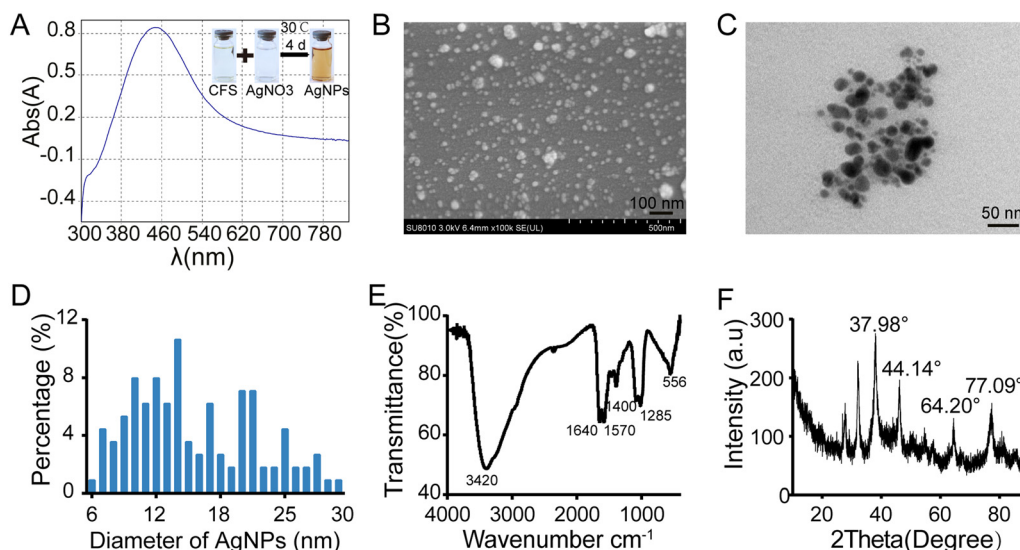 A
0.8
0.5
0.2
-0.1
-0.4
Abs(A)
300 380 460 540 620 700 780
λ(nm)
30℃
4 d
CFS AgNO3 AgNPs
B
100 nm
SU8010 3.0kV 6.4mm x100k SE(UL) 500nm
C
50 nm
D
12
8
4
0
Percentage (%)
6 12 18 25 30
Diameter of AgNPs (nm)
E
100
80
60
40
Transmittance(%)
3420
1640
1570
1400
1285
556
4000 3000 2000 1000
Wavenumber cm⁻¹
F
300
200
100
0
Intensity (a.u)
37.98°
44.14°
64.20°
77.09°
20 40 60 80
2Theta(Degree)